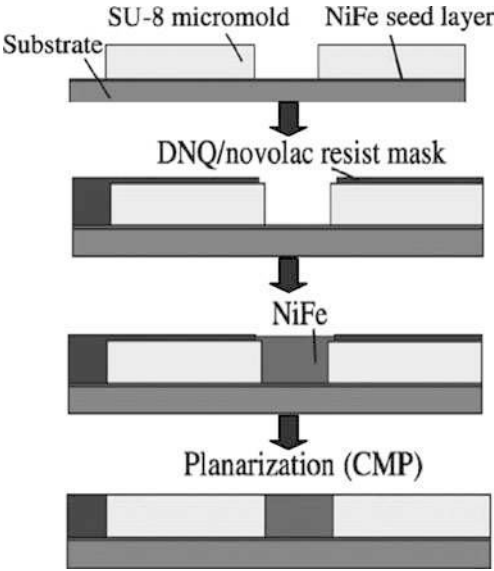 SU-8 micromold
NiFe seed layer
Substrate
DNQ/novolac resist mask
NiFe
Planarization (CMP)